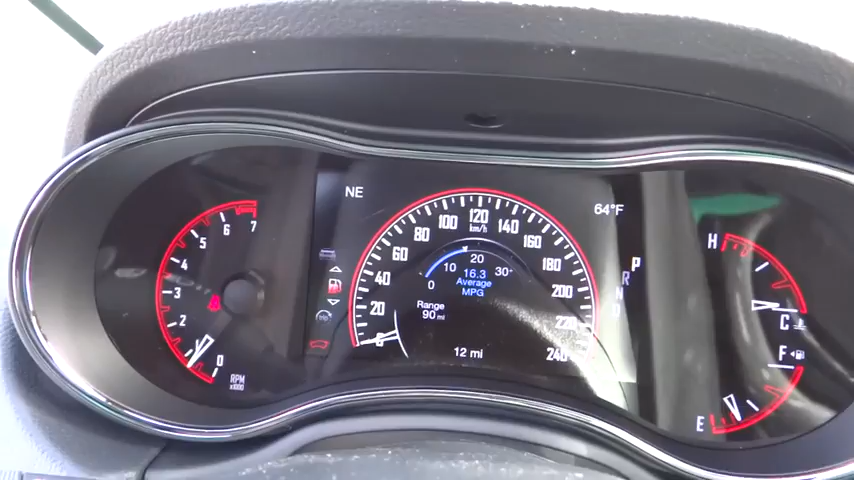 NE
64°F
1
2
3
4
5
6
7
0
RPM
x1000
0
20
40
60
80
100
120
140
160
180
200
220
240
km/h
0
10
20
30+
16.3
Average
MPG
Range
90 mi
12 mi
P
R
N
D
H
C
F
E